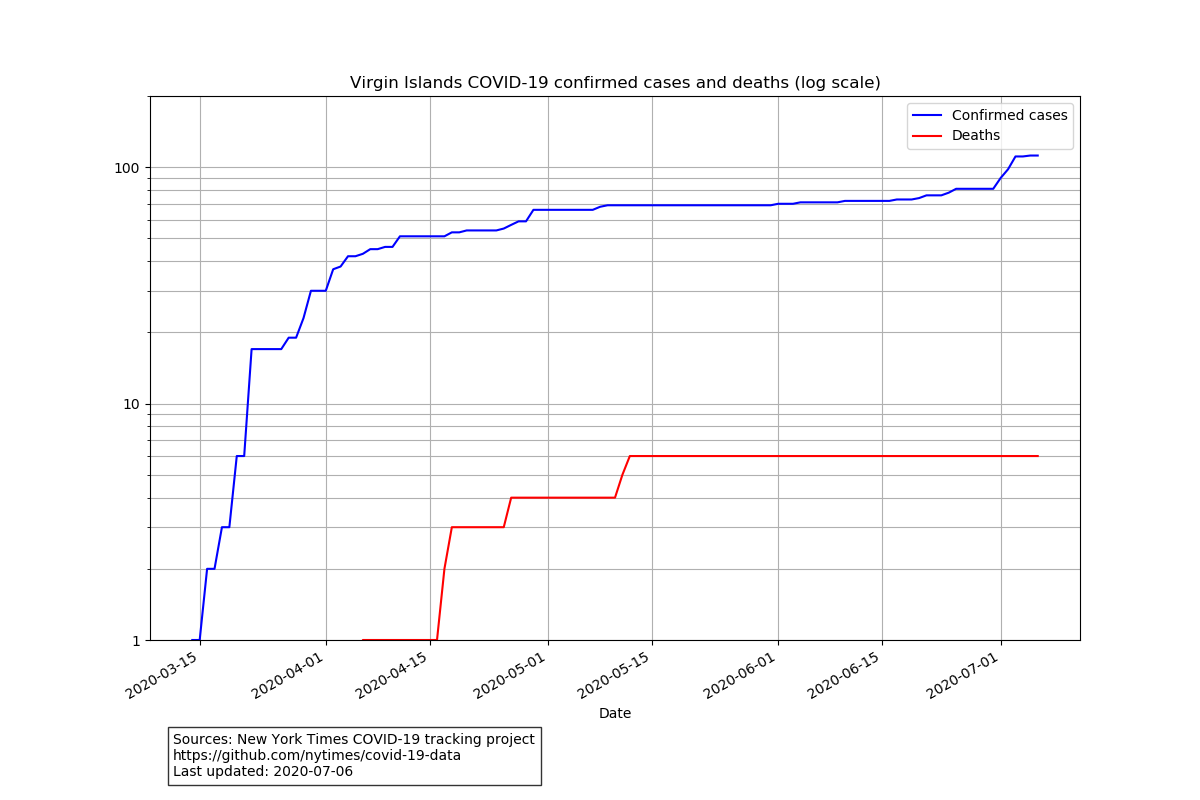 Virgin Islands COVID-19 confirmed cases and deaths (log scale)
Confirmed cases
Deaths
100
10
1
2020-03-15
2020-04-01
2020-04-15
2020-05-01
2020-05-15
2020-06-01
2020-06-15
2020-07-01
Date
Sources: New York Times COVID-19 tracking project
https://github.com/nytimes/covid-19-data
Last updated: 2020-07-06